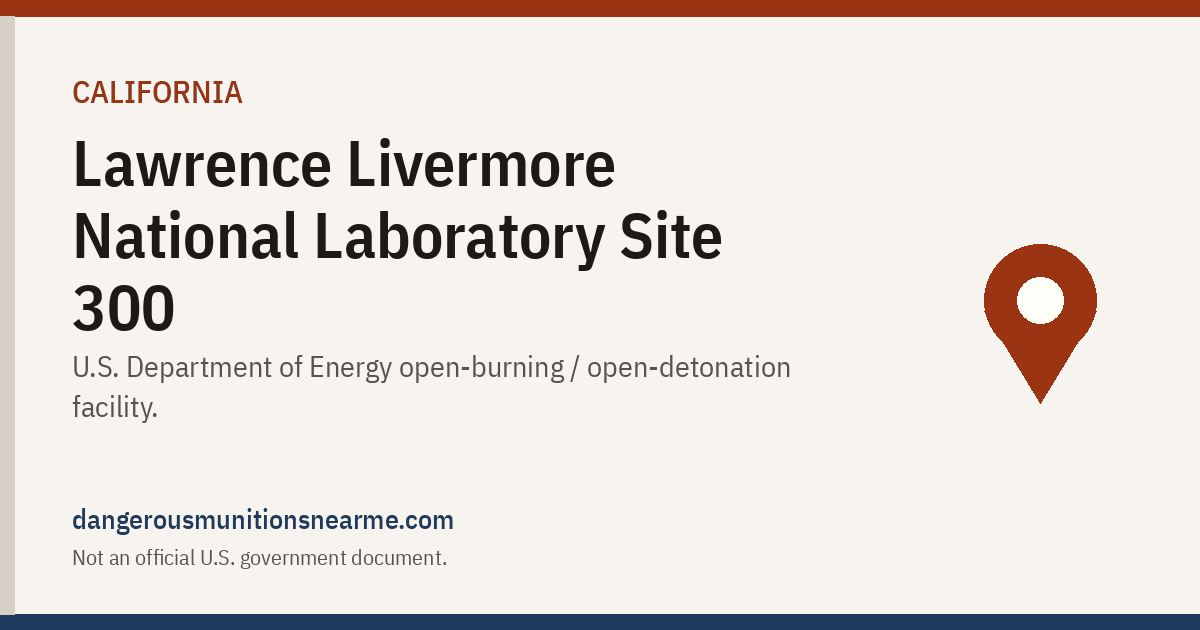 CALIFORNIA
Lawrence Livermore
National Laboratory Site
300
U.S. Department of Energy open-burning / open-detonation
facility.
dangerousmunitionsnearme.com
Not an official U.S. government document.